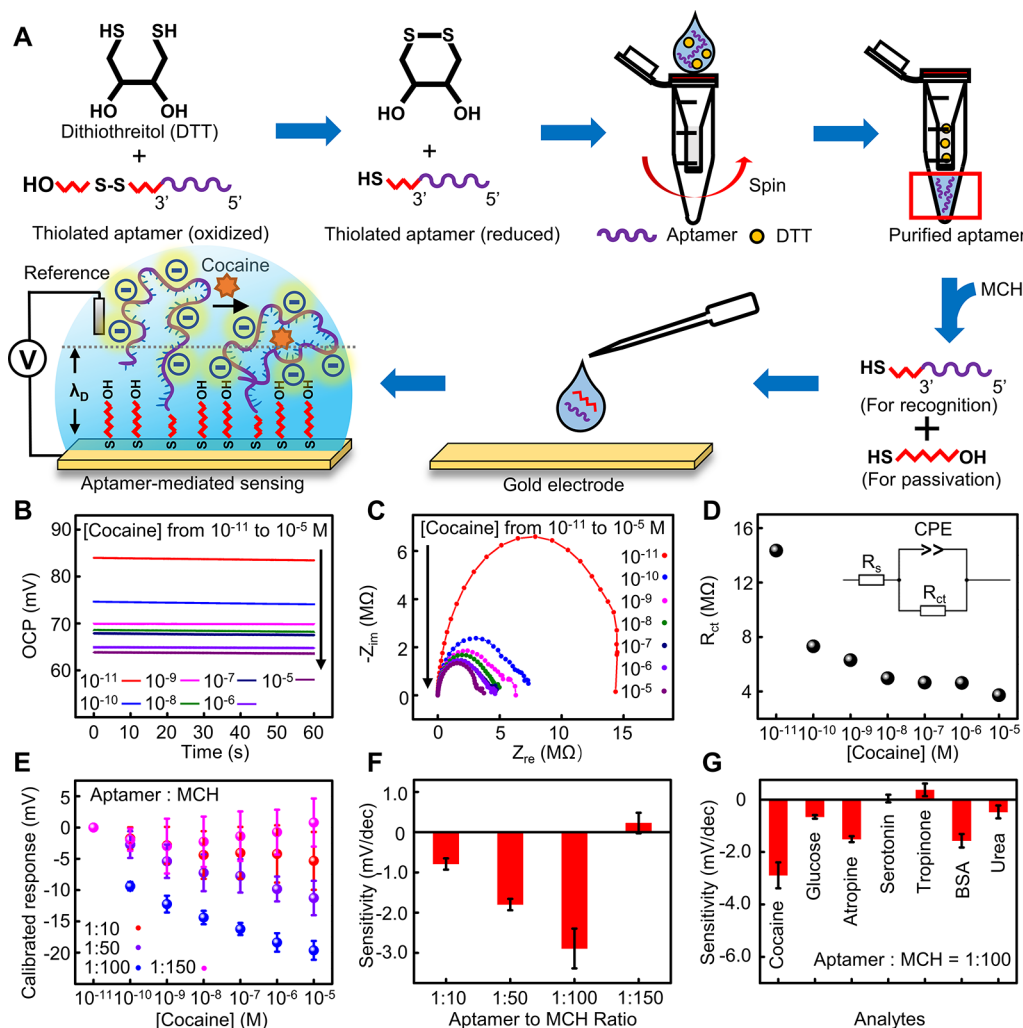 A
HS SH
S S
HO OH
HO OH
Dithiothreitol (DTT)
+
+
HO S-S
3’ 5’
HS
3’ 5’
Spin
Aptamer DTT
Thiolated aptamer (oxidized)
Thiolated aptamer (reduced)
Purified aptamer
Reference
Cocaine
V
λD
OH OH OH OH OH
S S S S S S S
Aptamer-mediated sensing
Gold electrode
MCH
HS
3’ 5’
(For recognition)
+
HS OH
(For passivation)
B
[Cocaine] from 10-11 to 10-5 M
OCP (mV)
90
80
70
60
10-11 10-9 10-7 10-5
10-10 10-8 10-6
0 10 20 30 40 50 60
Time (s)
C
[Cocaine] from 10-11 to 10-5 M
-Zim (MΩ)
6
4
2
0
10-11
10-10
10-9
10-8
10-7
10-6
10-5
0 5 10 15
Zre (MΩ)
D
Rct (MΩ)
16
12
8
4
0
CPE
Rs
Rct
10-11 10-10 10-9 10-8 10-7 10-6 10-5
[Cocaine] (M)
E
Aptamer : MCH
Calibrated response (mV)
5
0
-5
-10
-15
-20
1:10
1:50
1:100 1:150
10-11 10-10 10-9 10-8 10-7 10-6 10-5
[Cocaine] (M)
F
Sensitivity (mV/dec)
1.0
0
-1.0
-2.0
-3.0
1:10 1:50 1:100 1:150
Aptamer to MCH Ratio
G
Sensitivity (mV/dec)
0
-2.0
-4.0
-6.0
Cocaine
Glucose
Atropine
Serotonin
Tropinone
BSA
Urea
Aptamer : MCH = 1:100
Analytes